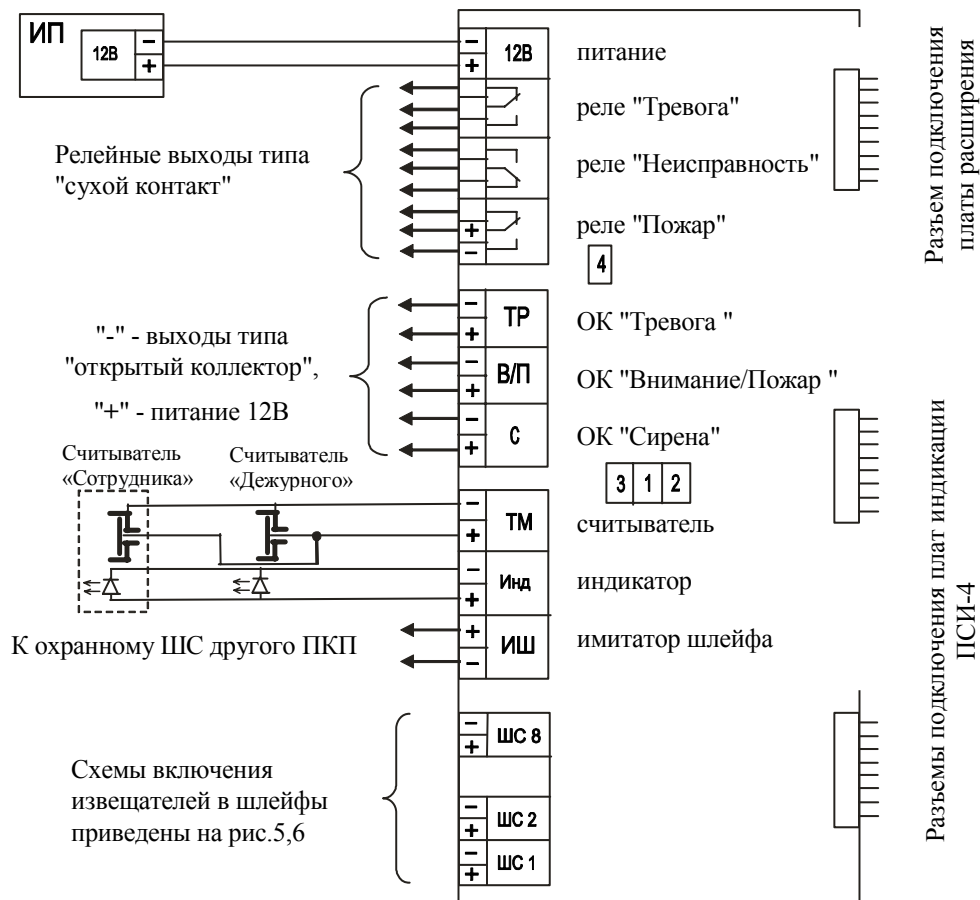 ИП
12В
−
+
−
+
12В
питание
реле "Тревога"
Релейные выходы типа
"сухой контакт"
реле "Неисправность"
+
−
реле "Пожар"
4
Разъем подключения
платы расширения
"-" - выходы типа
"открытый коллектор",
"+" - питание 12В
−
+
ТР
ОК "Тревога "
−
+
В/П
ОК "Внимание/Пожар "
−
+
С
ОК "Сирена"
3 1 2
Считыватель
«Сотрудника»
Считыватель
«Дежурного»
−
+
ТМ
считыватель
−
+
Инд
индикатор
К охранному ШС другого ПКП
+
−
ИШ
имитатор шлейфа
Разъемы подключения плат индикации
ПСИ-4
Схемы включения
извещателей в шлейфы
приведены на рис.5,6
−
+
ШС 8
−
+
ШС 2
−
+
ШС 1